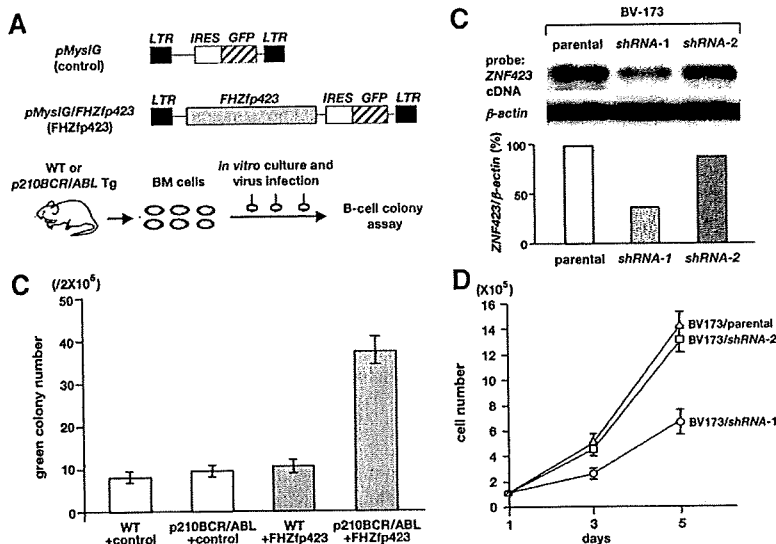 A
pMysIG
(control)
LTR IRES GFP LTR
pMysIG/FHZfp423
(FHZfp423)
LTR FHZfp423 IRES GFP LTR
WT or
p210BCR/ABL Tg
BM cells
in vitro culture and
virus infection
B-cell colony
assay
C
BV-173
parental shRNA-1 shRNA-2
probe:
ZNF423
cDNA
β-actin
ZNF423/β-actin (%)
100
50
0
parental shRNA-1 shRNA-2
C
(/2X10⁶)
green colony number
50
40
30
20
10
0
WT
+control
p210BCR/ABL
+control
WT
+FHZfp423
p210BCR/ABL
+FHZfp423
D
(X10⁵)
cell number
16
14
12
10
8
6
4
2
0
1 3 5
days
BV173/parental
BV173/shRNA-2
BV173/shRNA-1